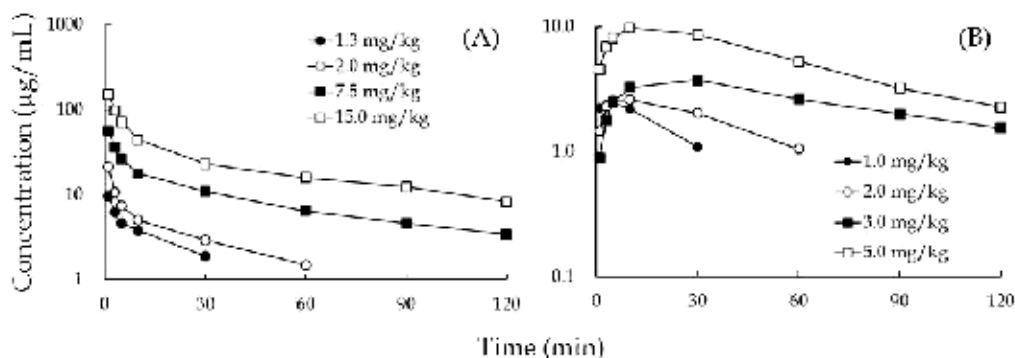 Concentration (µg/mL)
1000
100
10
1
0
30
60
90
120
(A)
1.3 mg/kg
2.0 mg/kg
7.5 mg/kg
15.0 mg/kg
10.0
1.0
0.1
0
30
60
90
120
(B)
1.0 mg/kg
2.0 mg/kg
3.0 mg/kg
5.0 mg/kg
Time (min)